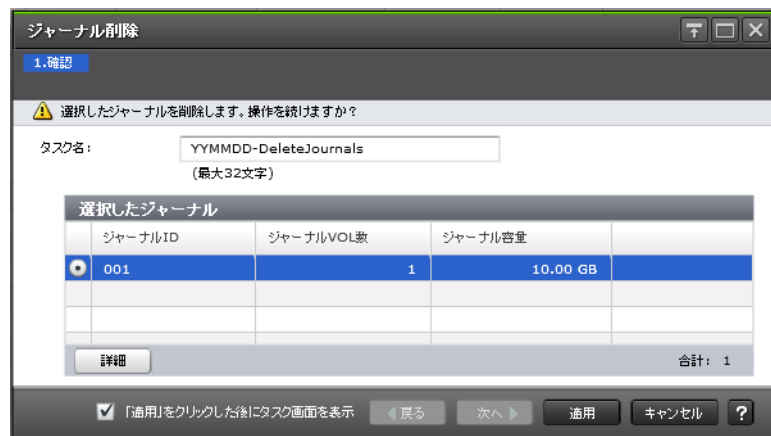 ジャーナル削除
1.確認
選択したジャーナルを削除します。操作を続けますか？
タスク名： YYMMDD-DeleteJournals
(最大32文字)
選択したジャーナル
ジャーナルID ジャーナルVOL数 ジャーナル容量
001 1 10.00 GB
詳細 合計： 1
「適用」をクリックした後にタスク画面を表示 戻る 次へ 適用 キャンセル ?